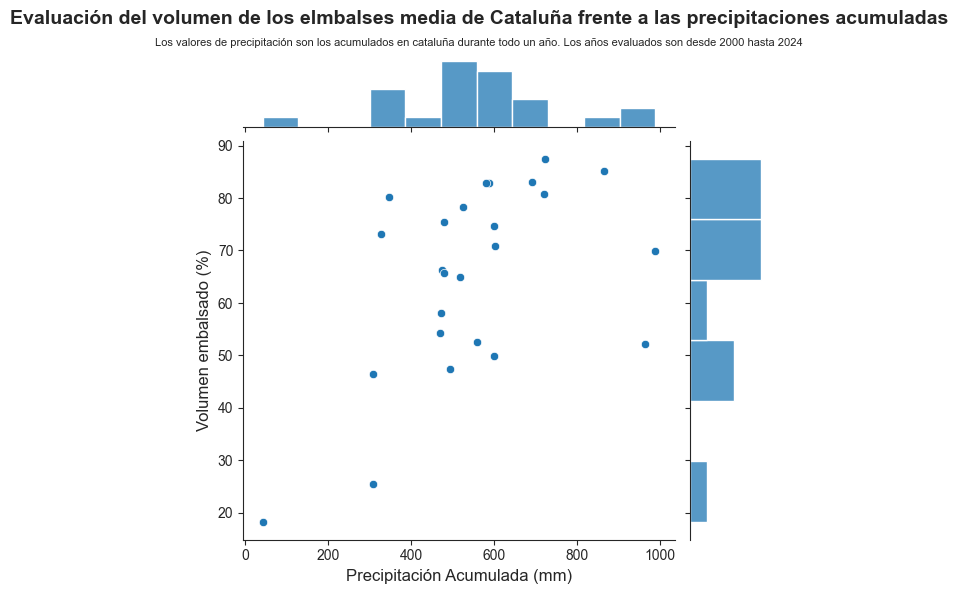 Evaluación del volumen de los elmbalses media de Cataluña frente a las precipitaciones acumuladas
Los valores de precipitación son los acumulados en cataluña durante todo un año. Los años evaluados son desde 2000 hasta 2024
90
80
70
60
50
40
30
20
Volumen embalsado (%)
0 200 400 600 800 1000
Precipitación Acumulada (mm)